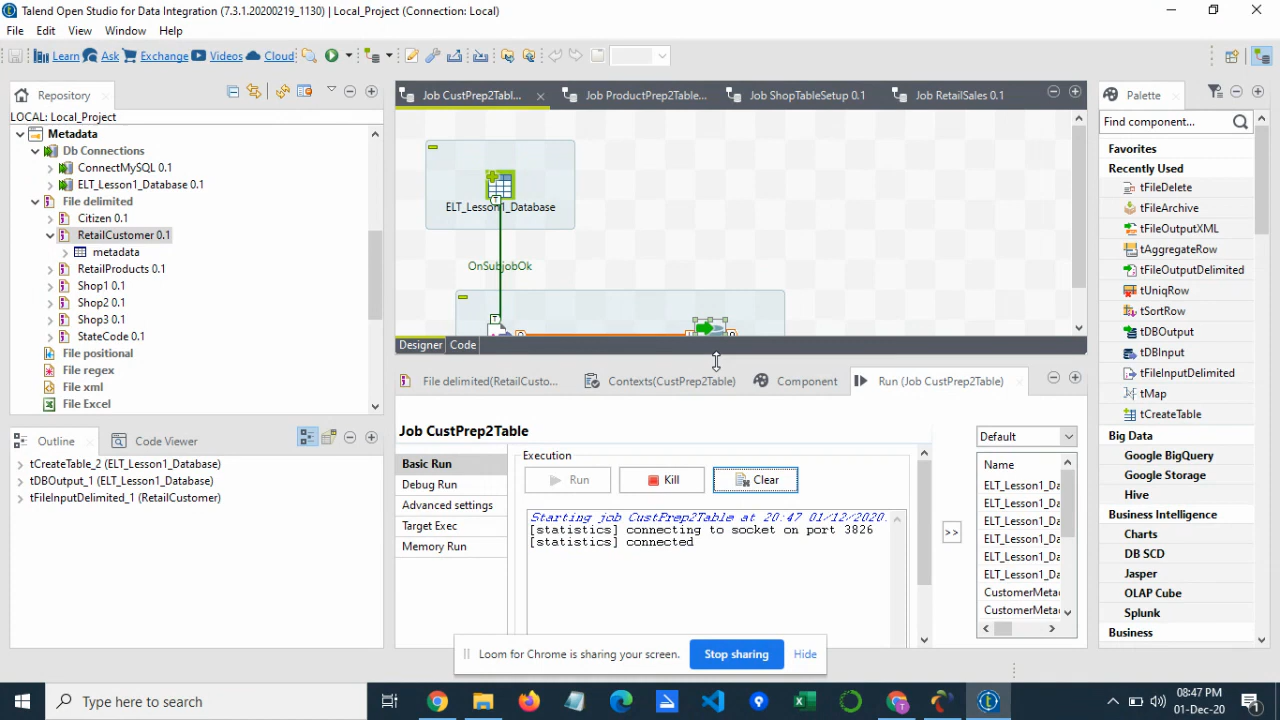 Talend Open Studio for Data Integration (7.3.1.20200219_1130) | Local_Project (Connection: Local)
File Edit View Window Help
Learn Ask Exchange Videos Cloud
Repository
LOCAL: Local_Project
Metadata
Db Connections
ConnectMySQL 0.1
ELT_Lesson1_Database 0.1
File delimited
Citizen 0.1
RetailCustomer 0.1
metadata
RetailProducts 0.1
Shop1 0.1
Shop2 0.1
Shop3 0.1
StateCode 0.1
File positional
File regex
File xml
File Excel
Outline
Code Viewer
tCreateTable_2 (ELT_Lesson1_Database)
tDBOutput_1 (ELT_Lesson1_Database)
tFileInputDelimited_1 (RetailCustomer)
Job CustPrep2Tabl... Job ProductPrep2Table... Job ShopTableSetup 0.1 Job RetailSales 0.1
ELT_Lesson1_Database
OnSubjobOk
Designer Code
File delimited(RetailCusto... Contexts(CustPrep2Table) Component Run (Job CustPrep2Table)
Job CustPrep2Table
Basic Run
Debug Run
Advanced settings
Target Exec
Memory Run
Execution
Run Kill Clear
Starting job CustPrep2Table at 20:47 01/12/2020.
[statistics] connecting to socket on port 3826
[statistics] connected
>>
Default
Name
ELT_Lesson1_Da
ELT_Lesson1_Da
ELT_Lesson1_Da
ELT_Lesson1_Da
ELT_Lesson1_Da
ELT_Lesson1_Da
CustomerMeta
CustomerMeta
Palette
Find component...
Favorites
Recently Used
tFileDelete
tFileArchive
tFileOutputXML
tAggregateRow
tFileOutputDelimited
tUniqRow
tSortRow
tDBOutput
tDBInput
tFileInputDelimited
tMap
tCreateTable
Big Data
Google BigQuery
Google Storage
Hive
Business Intelligence
Charts
DB SCD
Jasper
OLAP Cube
Splunk
Business
Loom for Chrome is sharing your screen. Stop sharing Hide
Type here to search
08:47 PM
01-Dec-20